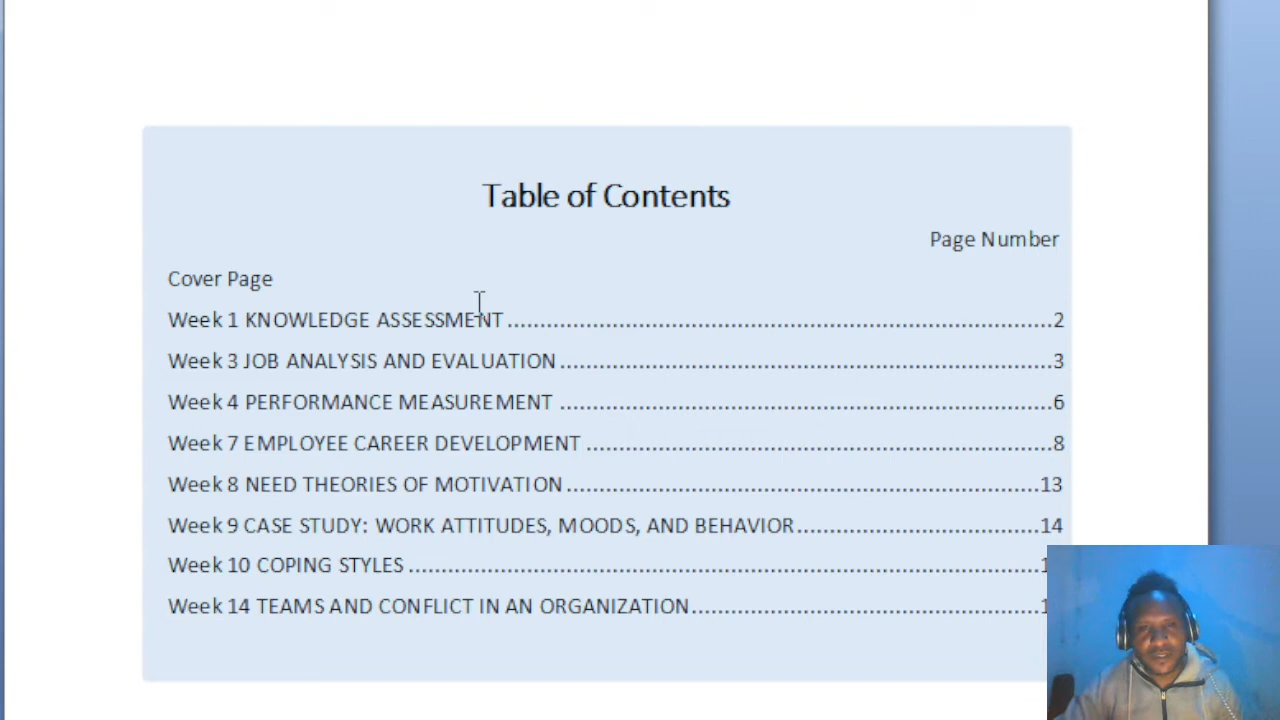 Table of Contents
Page Number
Cover Page
Week 1 KNOWLEDGE ASSESSMENT ................................................................................... 2
Week 3 JOB ANALYSIS AND EVALUATION ........................................................................... 3
Week 4 PERFORMANCE MEASUREMENT ........................................................................... 6
Week 7 EMPLOYEE CAREER DEVELOPMENT ....................................................................... 8
Week 8 NEED THEORIES OF MOTIVATION ........................................................................ 13
Week 9 CASE STUDY: WORK ATTITUDES, MOODS, AND BEHAVIOR ..................................... 14
Week 10 COPING STYLES ................................................................................................
Week 14 TEAMS AND CONFLICT IN AN ORGANIZATION .....................................................